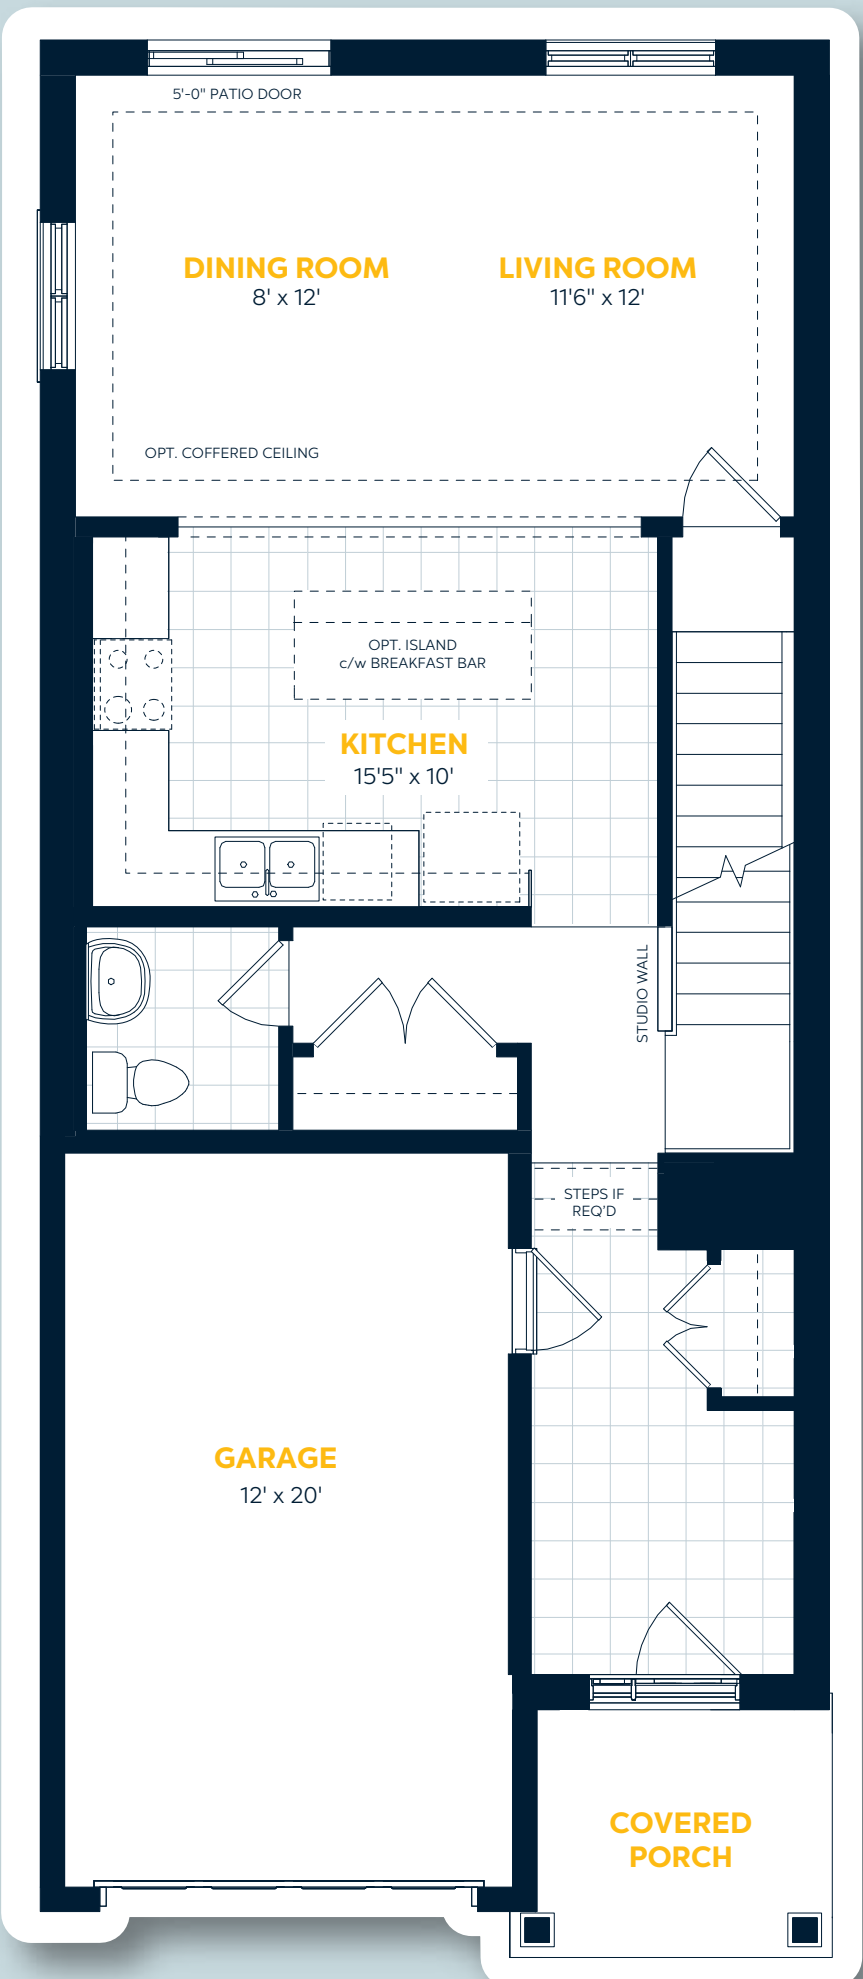 5'-0" PATIO DOOR
DINING ROOM
8' x 12'
LIVING ROOM
11'6" x 12'
OPT. COFFERED CEILING
OPT. ISLAND
c/w BREAKFAST BAR
KITCHEN
15'5" x 10'
STUDIO WALL
STEPS IF
REQ'D
GARAGE
12' x 20'
COVERED
PORCH